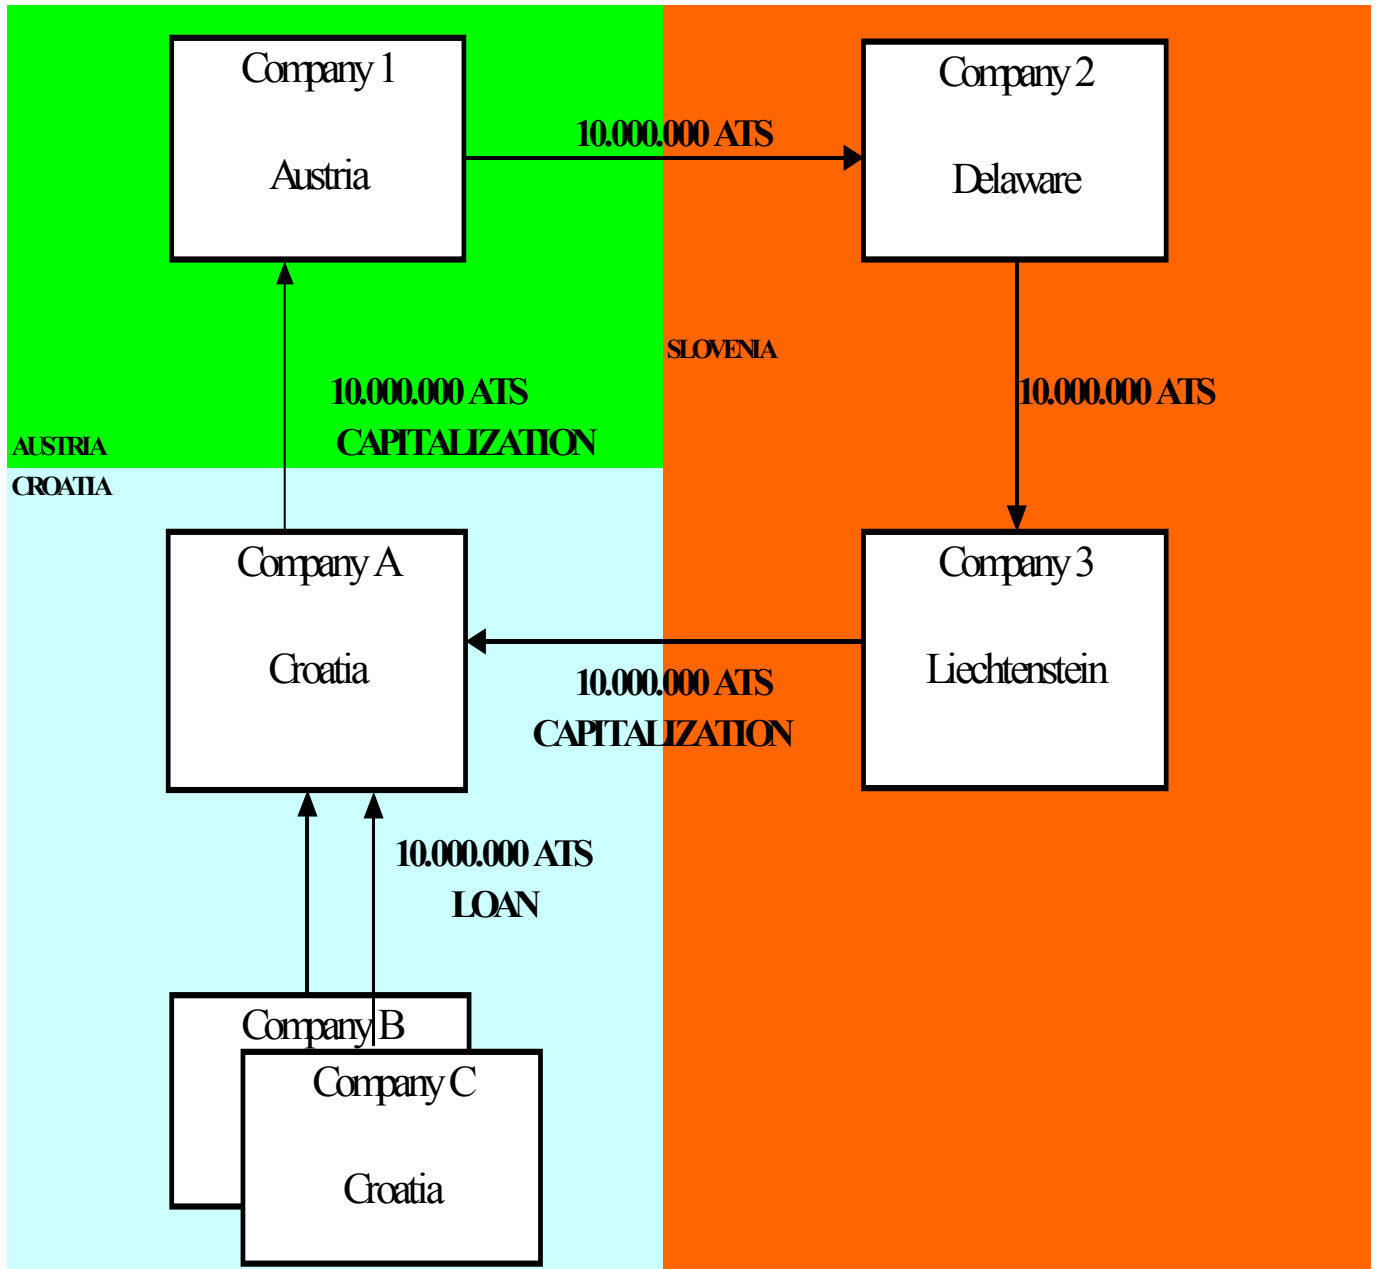 Company 1
Austria
10.000.000 ATS
Company 2
Delaware
SLOVENIA
10.000.000 ATS
CAPITALIZATION
10.000.000 ATS
AUSTRIA
CROATIA
Company A
Croatia
Company 3
Liechtenstein
10.000.000 ATS
CAPITALIZATION
10.000.000 ATS
LOAN
Company B
Company C
Croatia